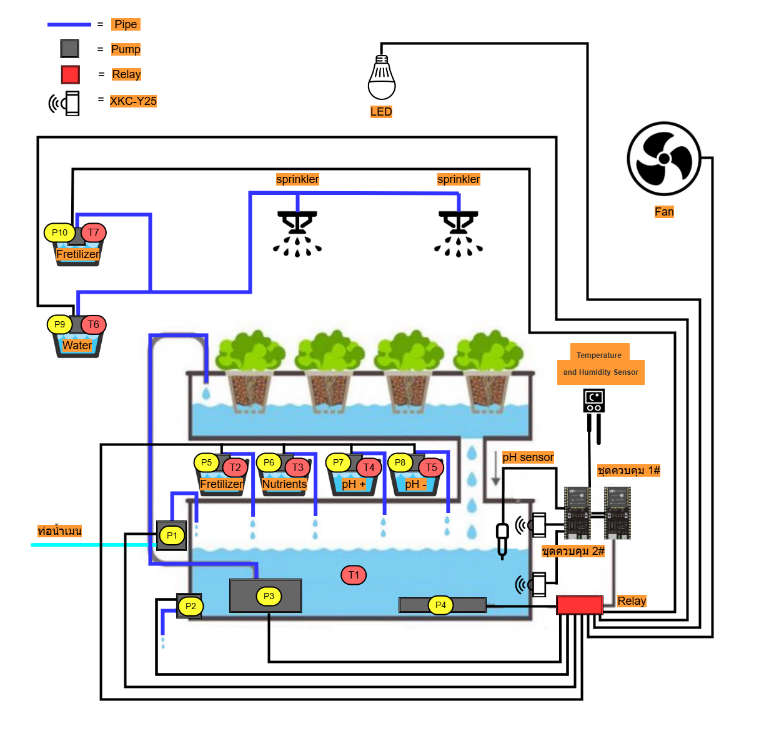 = Pipe
= Pump
= Relay
= XKC-Y25
LED
Fan
sprinkler
sprinkler
P10
T7
Fretilizer
P9
T6
Water
Temperature
and Humidity Sensor
pH sensor
ชุดควบคุม 1#
P5
T2
Fretilizer
P6
T3
Nutrients
P7
T4
pH +
P8
T5
pH -
ท่อน้ำเมน
P1
ชุดควบคุม 2#
T1
P2
P3
P4
Relay